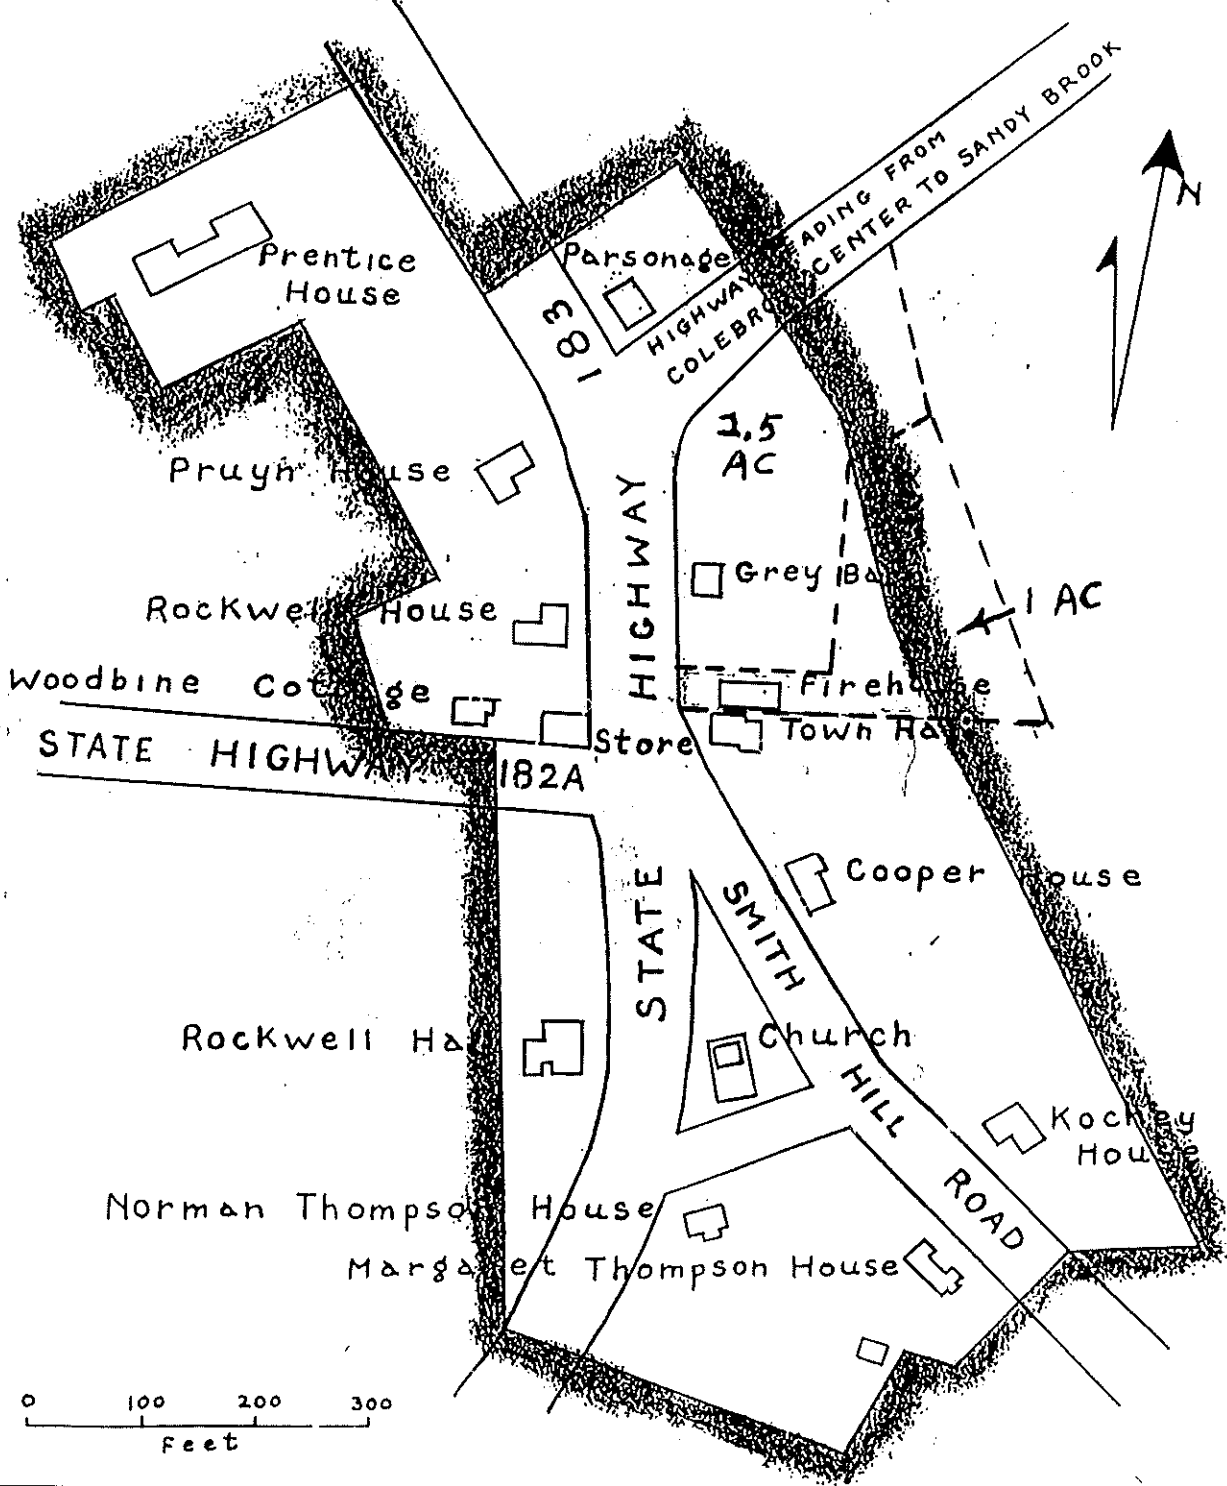 HIGHWAY LEADING FROM
COLEBROOK CENTER TO SANDY BROOK
N
Parsonage
Prentice
House
183
1.5
AC
Pruyn House
HIGHWAY
Grey Barn
1 AC
Rockwell House
Woodbine Cottage
Firehouse
Store
Town Hall
STATE HIGHWAY 182A
STATE
SMITH
HILL
ROAD
Cooper House
Rockwell Hall
Church
House
Norman Thompson House
Margaret Thompson House
0 100 200 300
Feet